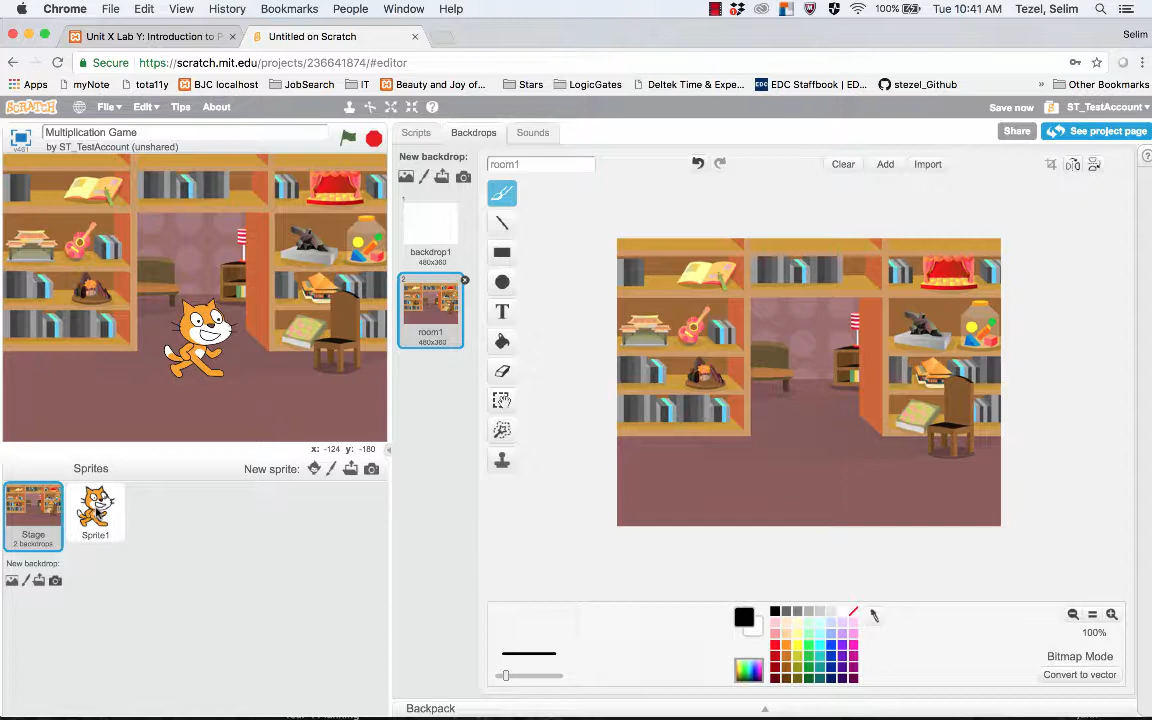 Chrome File Edit View History Bookmarks People Window Help 100% Tue 10:41 AM Tezel, Selim
Unit X Lab Y: Introduction to P Untitled on Scratch Selim
Secure https://scratch.mit.edu/projects/236641874/#editor
Apps myNote tota11y BJC localhost JobSearch IT Beauty and Joy of... Stars LogicGates Deltek Time & Exp... EDC Staffbook | ED... stezel_Github » Other Bookmarks
SCRATCH File Edit Tips About Save now ST_TestAccount
Multiplication Game
by ST_TestAccount (unshared)
v461
Scripts Backdrops Sounds Share See project page
New backdrop: room1 Clear Add Import
1
backdrop1
480x360
2
room1
480x360
T
x: -124 y: -180
Sprites New sprite:
Stage
2 backdrops
Sprite1
New backdrop:
100%
Bitmap Mode
Convert to vector
Backpack